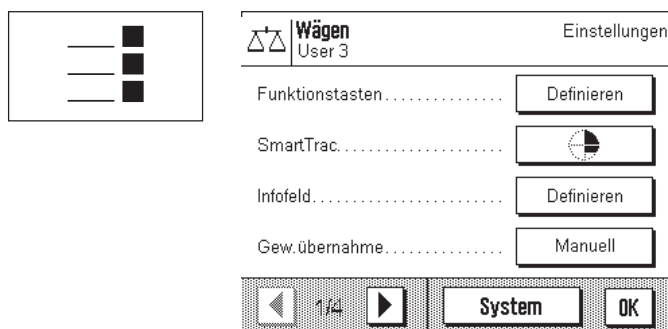 Wägen
User 3
Einstellungen
Funktionstasten............... Definieren
SmartTrac....................
Infofeld....................... Definieren
Gew.übernahme.............. Manuell
1/4 System OK